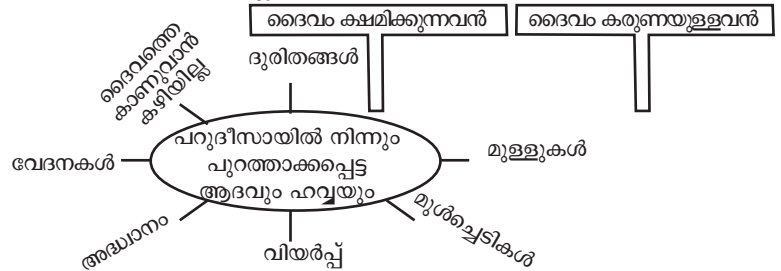 ദൈവം ക്ഷമിക്കുന്നവൻ
ദൈവം കരുണയുള്ളവൻ
ദൈവത്തെ
കാണുവാൻ
കഴിയില്ല
ദുരിതങ്ങൾ
പറുദീസായിൽ നിന്നും
പുറത്താക്കപ്പെട്ട
ആദവും ഹവ്വയും
വേദനകൾ
മുള്ളുകൾ
അദ്ധ്വാനം
വിയർപ്പ്
മുൾച്ചെടികൾ